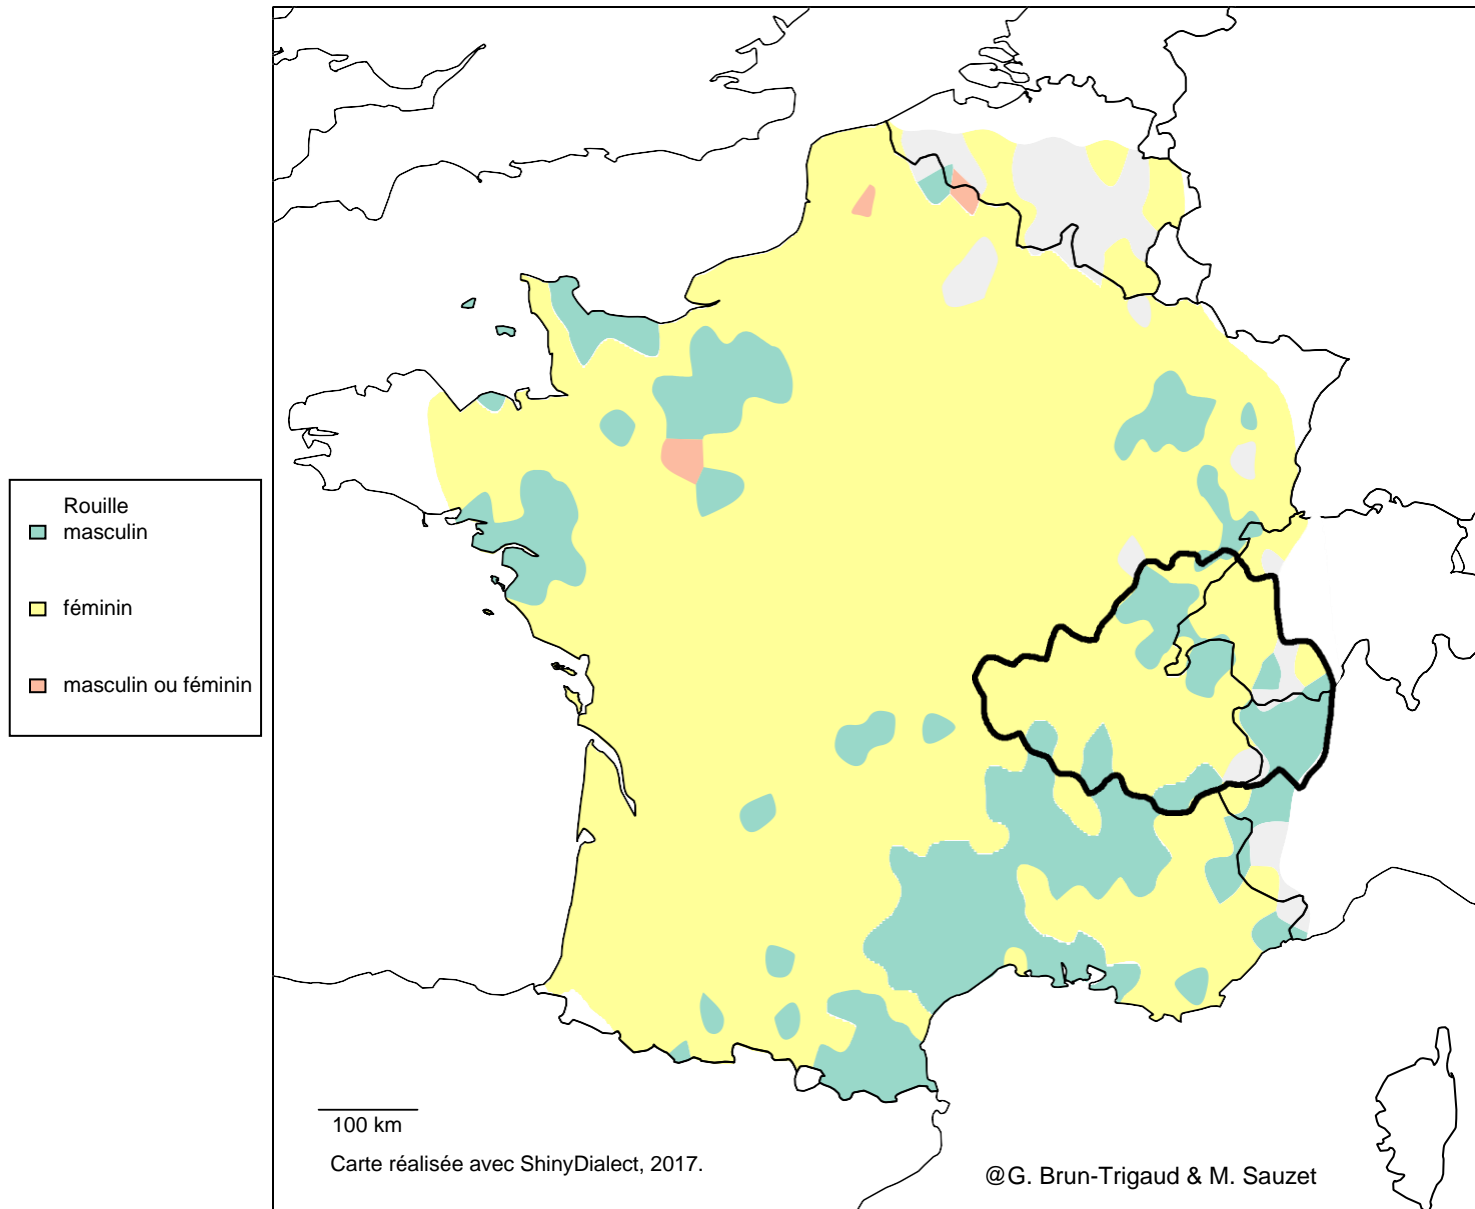 Rouille
masculin
féminin
masculin ou féminin
100 km
Carte réalisée avec ShinyDialect, 2017.
@G. Brun-Trigaud & M. Sauzet